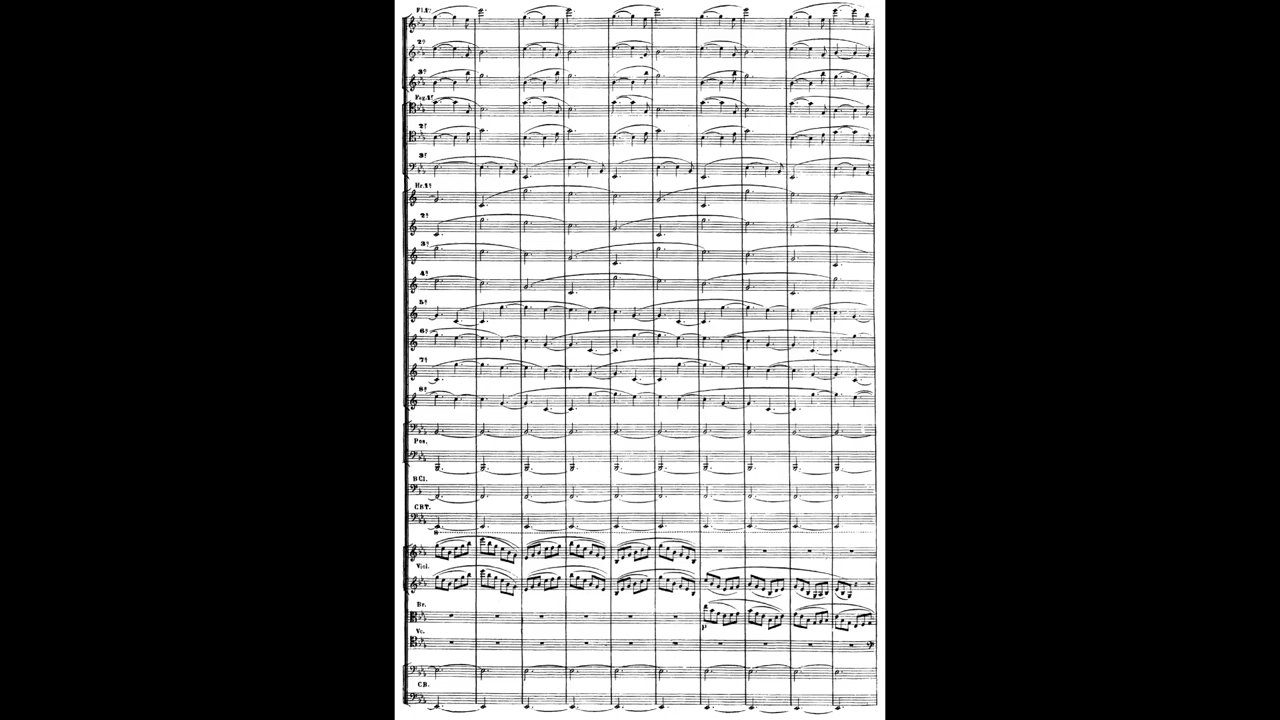 Fl.1º
2º
3º
Fag.1º
2º
3º
Hr.1º
2º
3º
4º
5º
6º
7º
8º
Pos.
BCl.
CBT.
8
Viol.
Br.
p
Vc.
CB.